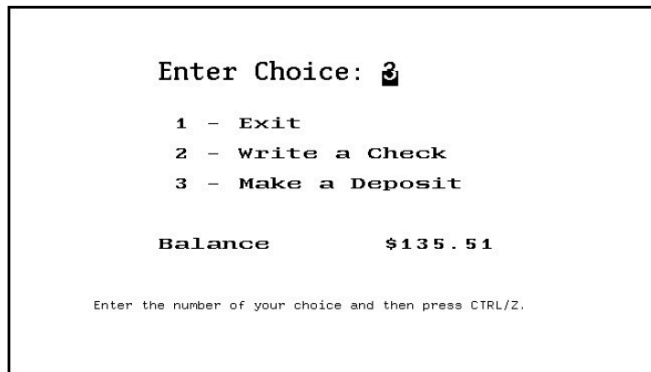 Enter Choice: 3
1 - Exit
2 - Write a Check
3 - Make a Deposit
Balance $135.51
Enter the number of your choice and then press CTRL/Z.